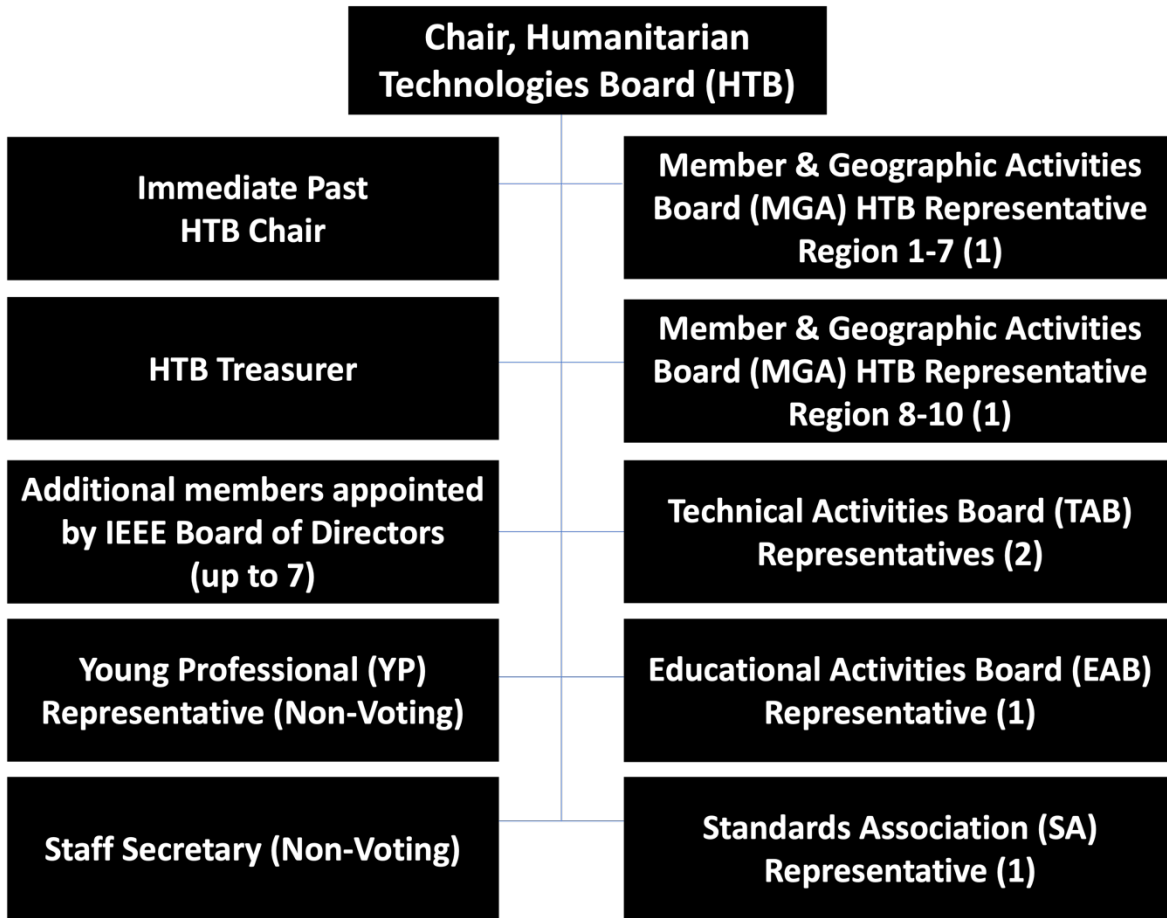 Chair, Humanitarian
Technologies Board (HTB)
Immediate Past
HTB Chair
Member & Geographic Activities
Board (MGA) HTB Representative
Region 1-7 (1)
HTB Treasurer
Member & Geographic Activities
Board (MGA) HTB Representative
Region 8-10 (1)
Additional members appointed
by IEEE Board of Directors
(up to 7)
Technical Activities Board (TAB)
Representatives (2)
Young Professional (YP)
Representative (Non-Voting)
Educational Activities Board (EAB)
Representative (1)
Staff Secretary (Non-Voting)
Standards Association (SA)
Representative (1)